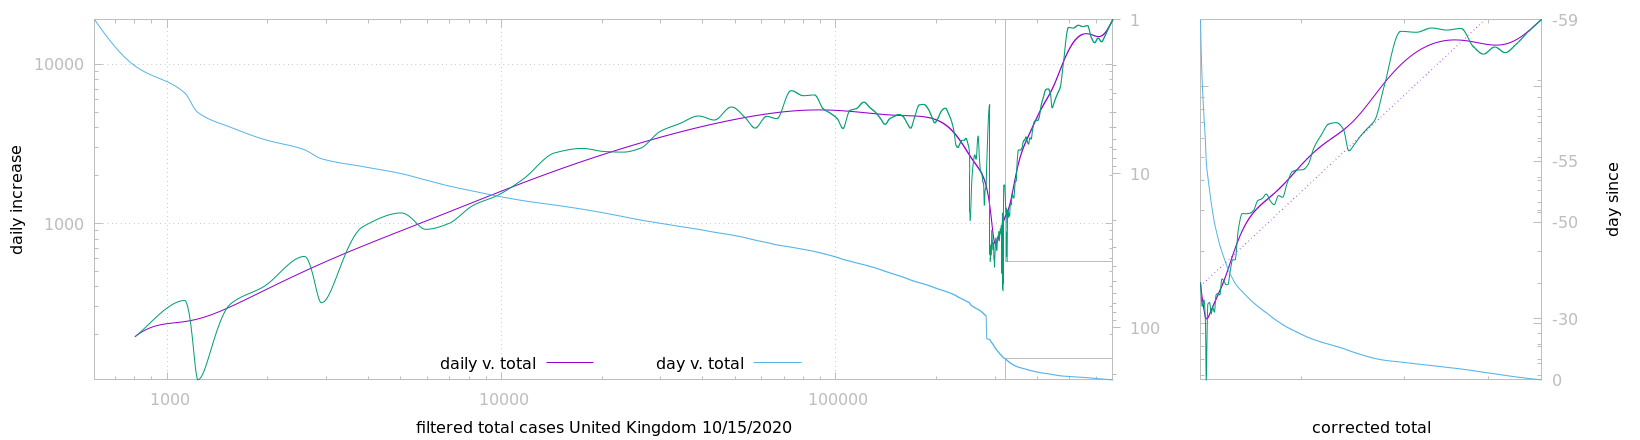 1
-59
10000
daily increase
10
-55
day since
1000
-50
100
-30
daily v. total
day v. total
0
1000
10000
100000
filtered total cases United Kingdom 10/15/2020
corrected total